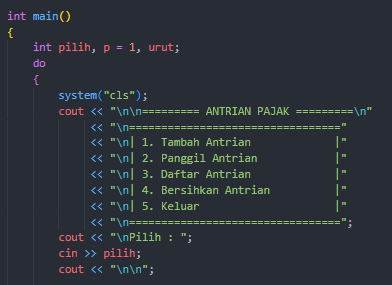 int main()
{
    int pilih, p = 1, urut;
    do
    {
        system("cls");
        cout << "\n\n========= ANTRIAN PAJAK =========\n"
             << "\n================================="
             << "\n| 1. Tambah Antrian             |"
             << "\n| 2. Panggil Antrian            |"
             << "\n| 3. Daftar Antrian             |"
             << "\n| 4. Bersihkan Antrian          |"
             << "\n| 5. Keluar                     |"
             << "\n=================================";
        cout << "\nPilih : ";
        cin >> pilih;
        cout << "\n\n";